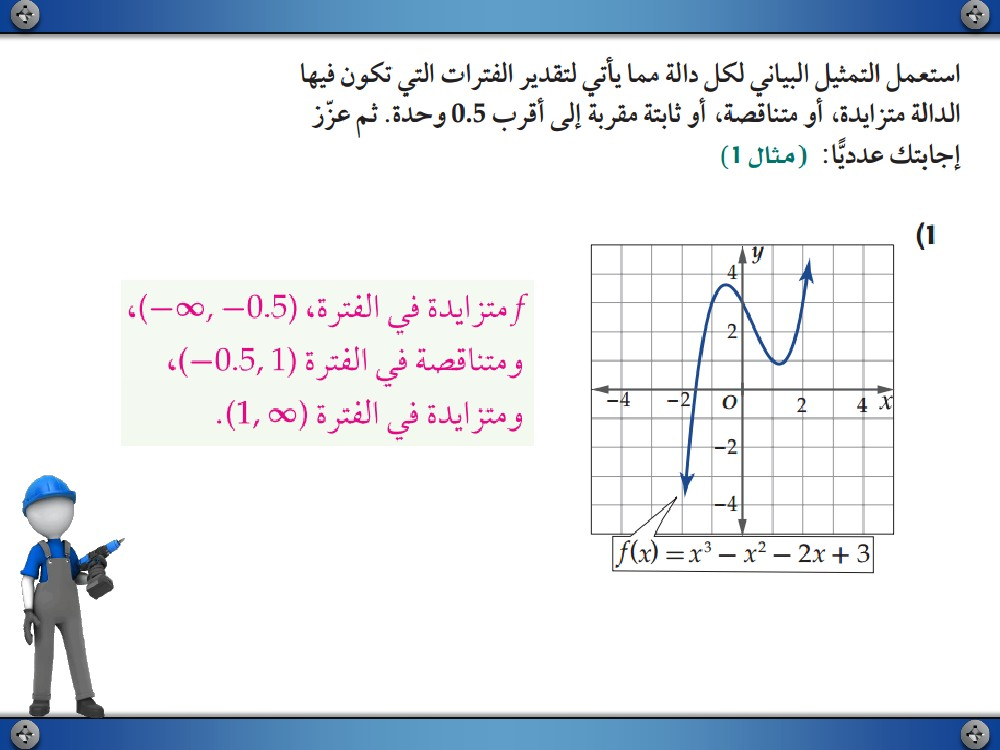 استعمل التمثيل البياني لكل دالة مما يأتي لتقدير الفترات التي تكون فيها
الدالة متزايدة، أو متناقصة، أو ثابتة مقربة إلى أقرب 0.5 وحدة. ثم عزّز
إجابتك عدديًّا: (مثال 1)
(1
y
4
2
−4
−2
O
2
4
x
−2
−4
f(x) = x³ − x² − 2x + 3
f متزايدة في الفترة، (−∞, −0.5)،
ومتناقصة في الفترة (−0.5, 1)،
ومتزايدة في الفترة (1, ∞).